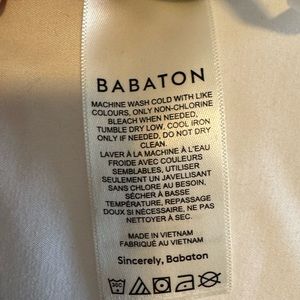 BABATON
MACHINE WASH COLD WITH LIKE
COLOURS, ONLY NON-CHLORINE
BLEACH WHEN NEEDED,
TUMBLE DRY LOW, COOL IRON
ONLY IF NEEDED, DO NOT DRY
CLEAN.
LAVER À LA MACHINE À L'EAU
FROIDE AVEC COULEURS
SEMBLABLES, UTILISER
SEULEMENT UN JAVELLISANT
SANS CHLORE AU BESOIN,
SÉCHER À BASSE
TEMPÉRATURE, REPASSAGE
DOUX SI NÉCESSAIRE, NE PAS
NETTOYER À SEC.
MADE IN VIETNAM
FABRIQUÉ AU VIETNAM
Sincerely, Babaton
30C